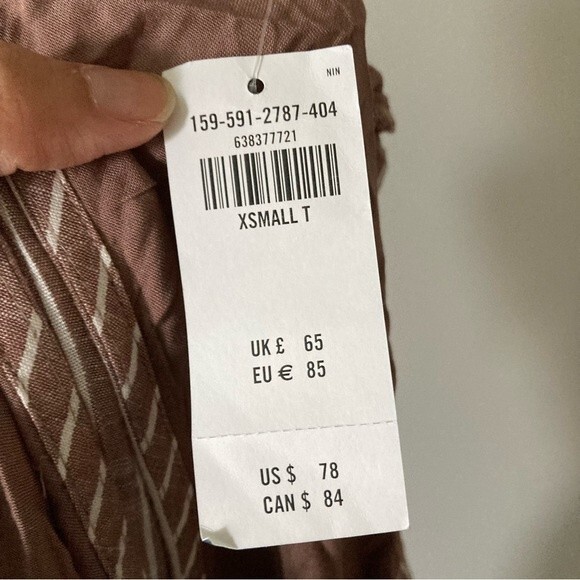 NIN
159-591-2787-404
638377721
XSMALL T
UK £ 65
EU € 85
US $ 78
CAN $ 84